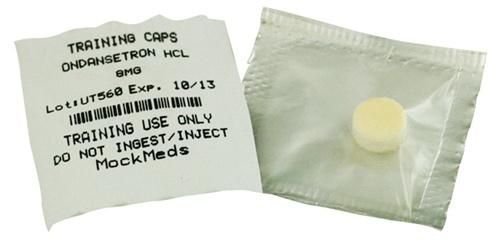 TRAINING CAPS
ONDANSETRON HCL
8MG
Lot:UT560 Exp. 10/13
TRAINING USE ONLY
DO NOT INGEST/INJECT
MockMeds